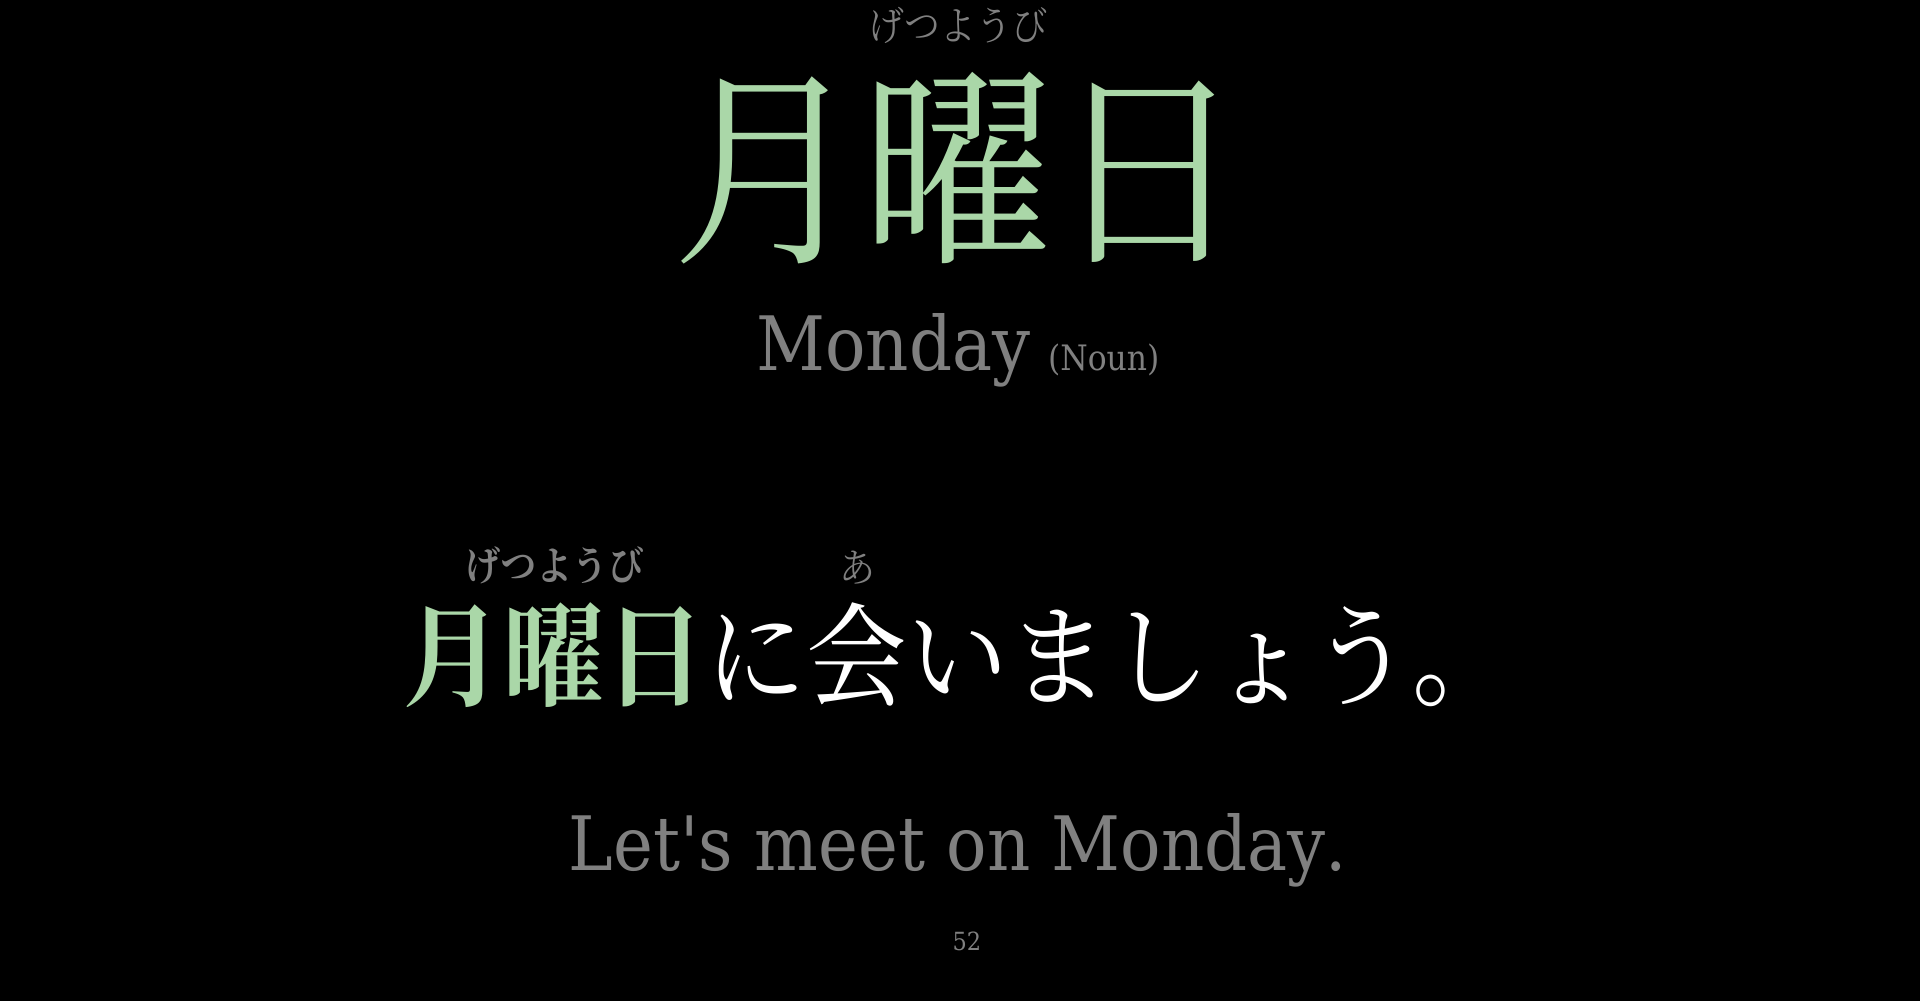 げつようび
月曜日
Monday (Noun)
げつようび あ
月曜日に会いましょう。
Let's meet on Monday.
52